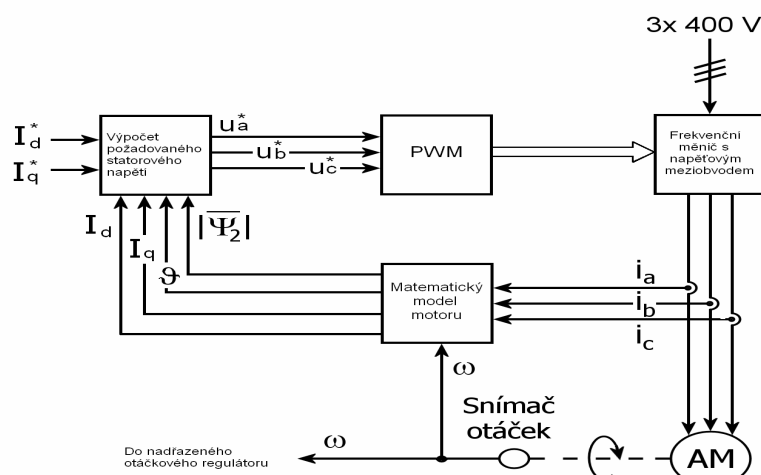 3x 400 V
I*d
I*q
Výpočet
požadovaného
statorového
napětí
u*a
u*b
u*c
PWM
Frekvenční
měnič s
napěťovým
meziobvodem
Id
Iq
ϑ
|Ψ2|
Matematický
model
motoru
ia
ib
ic
ω
Snímač
otáček
Do nadřazeného
otáčkového regulátoru
ω
AM